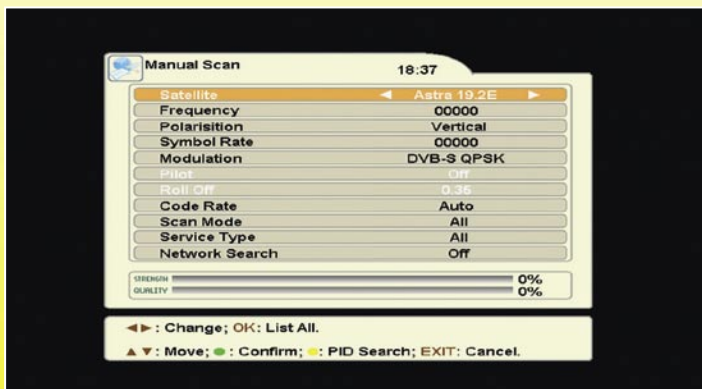 Manual Scan 18:37
Satellite ◀ Astra 19.2E ▶
Frequency 00000
Polarisition Vertical
Symbol Rate 00000
Modulation DVB-S QPSK
Pilot Off
Roll Off 0.35
Code Rate Auto
Scan Mode All
Service Type All
Network Search Off
STRENGTH 0%
QUALITY 0%
◀▶: Change; OK: List All.
▲▼: Move; ●: Confirm; ●: PID Search; EXIT: Cancel.